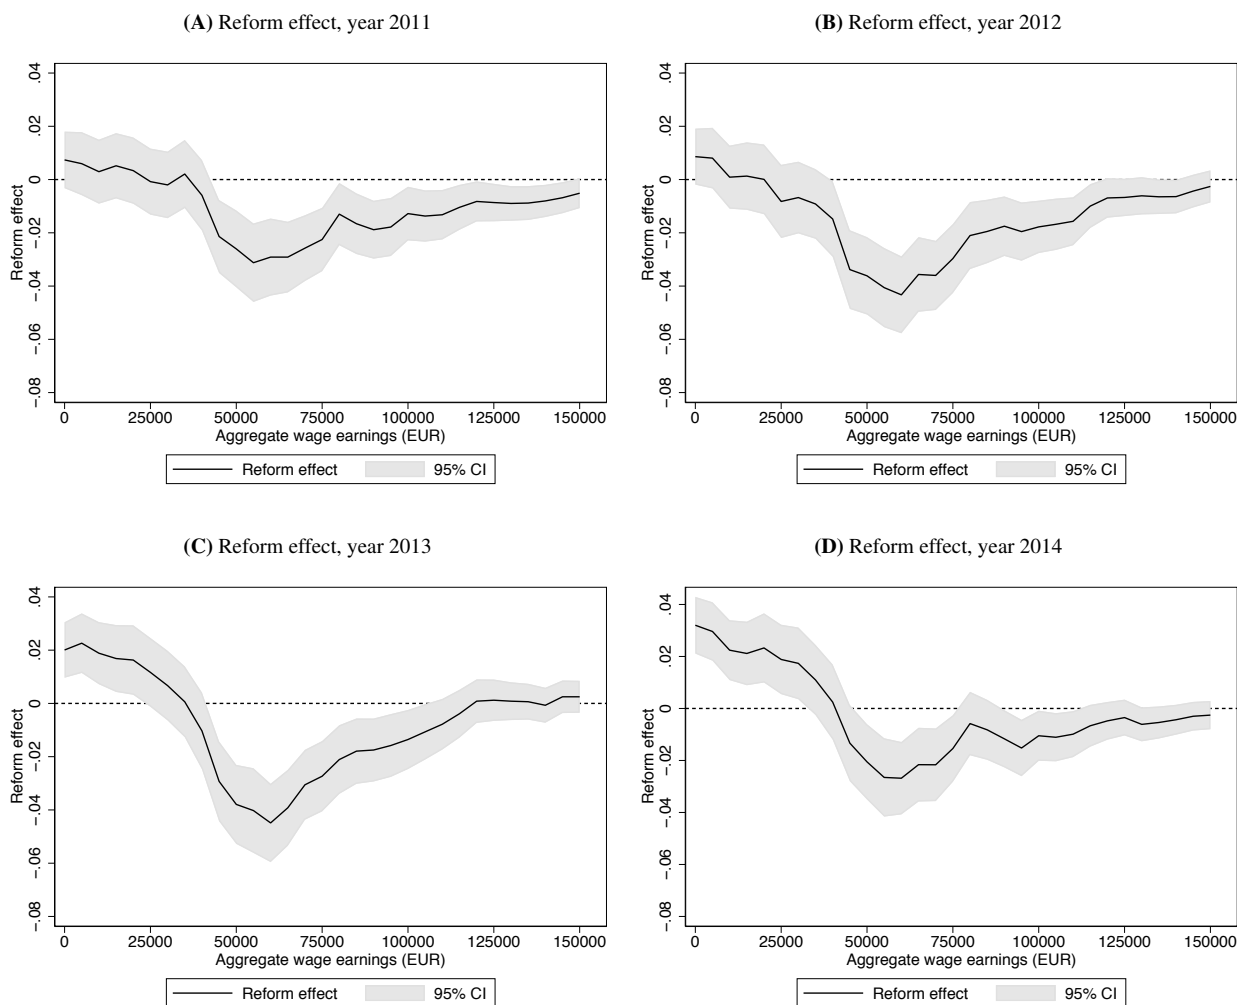 (A) Reform effect, year 2011
.04
.02
0
-.02
-.04
-.06
-.08
Reform effect
0 25000 50000 75000 100000 125000 150000
Aggregate wage earnings (EUR)
Reform effect 95% CI
(B) Reform effect, year 2012
.04
.02
0
-.02
-.04
-.06
-.08
Reform effect
0 25000 50000 75000 100000 125000 150000
Aggregate wage earnings (EUR)
Reform effect 95% CI
(C) Reform effect, year 2013
.04
.02
0
-.02
-.04
-.06
-.08
Reform effect
0 25000 50000 75000 100000 125000 150000
Aggregate wage earnings (EUR)
Reform effect 95% CI
(D) Reform effect, year 2014
.04
.02
0
-.02
-.04
-.06
-.08
Reform effect
0 25000 50000 75000 100000 125000 150000
Aggregate wage earnings (EUR)
Reform effect 95% CI